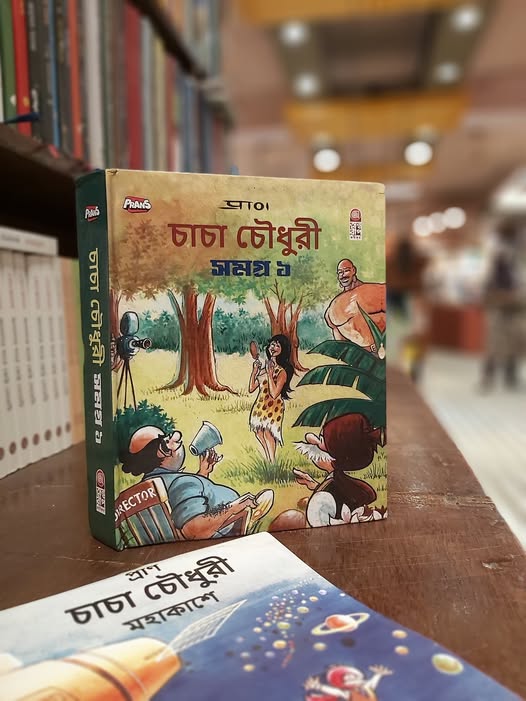 PRAN'S
প্রাণ
চাচা চৌধুরী
সমগ্র ১
চাচা চৌধুরী সমগ্র ১
DIRECTOR
প্রাণ
চাচা চৌধুরী
মহাকাশে